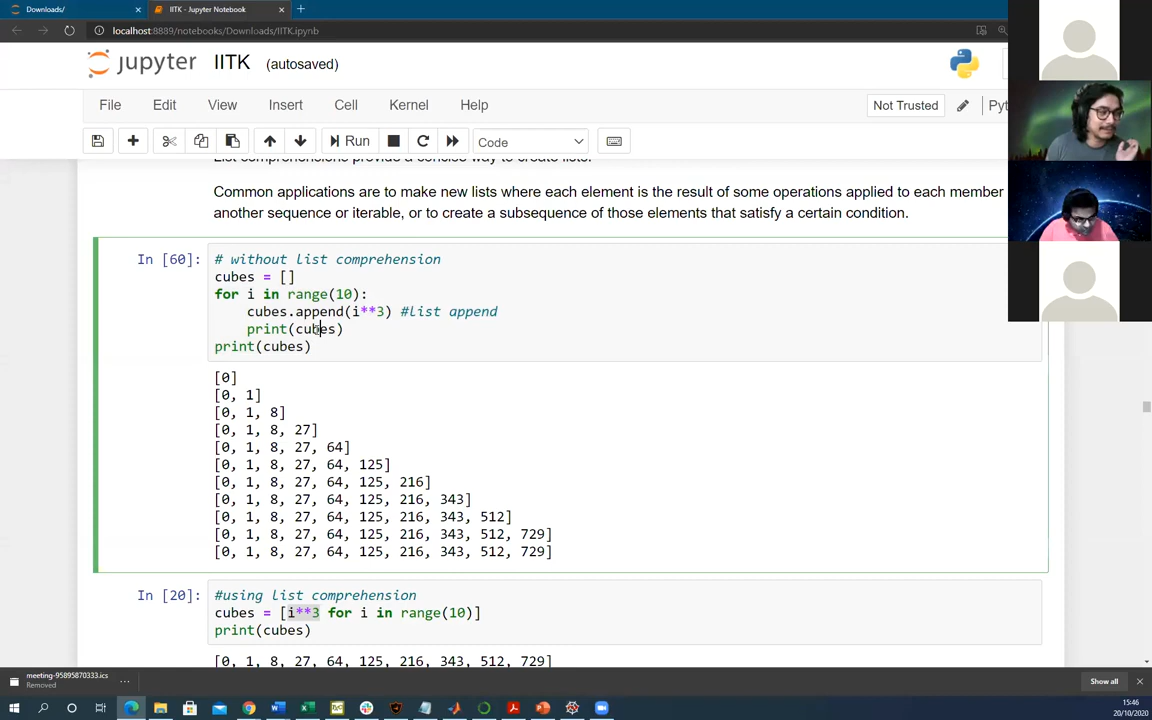 Downloads/
IITK - Jupyter Notebook
localhost:8889/notebooks/Downloads/IITK.ipynb
jupyter IITK (autosaved)
File Edit View Insert Cell Kernel Help Not Trusted Pyt
Run Code
List comprehensions provide a concise way to create lists.
Common applications are to make new lists where each element is the result of some operations applied to each member
another sequence or iterable, or to create a subsequence of those elements that satisfy a certain condition.
In [60]: # without list comprehension
cubes = []
for i in range(10):
cubes.append(i**3) #list append
print(cubes)
print(cubes)
[0]
[0, 1]
[0, 1, 8]
[0, 1, 8, 27]
[0, 1, 8, 27, 64]
[0, 1, 8, 27, 64, 125]
[0, 1, 8, 27, 64, 125, 216]
[0, 1, 8, 27, 64, 125, 216, 343]
[0, 1, 8, 27, 64, 125, 216, 343, 512]
[0, 1, 8, 27, 64, 125, 216, 343, 512, 729]
[0, 1, 8, 27, 64, 125, 216, 343, 512, 729]
In [20]: #using list comprehension
cubes = [i**3 for i in range(10)]
print(cubes)
[0, 1, 8, 27, 64, 125, 216, 343, 512, 729]
meeting-95895870333.ics
Removed
Show all
15:46
20/10/2020